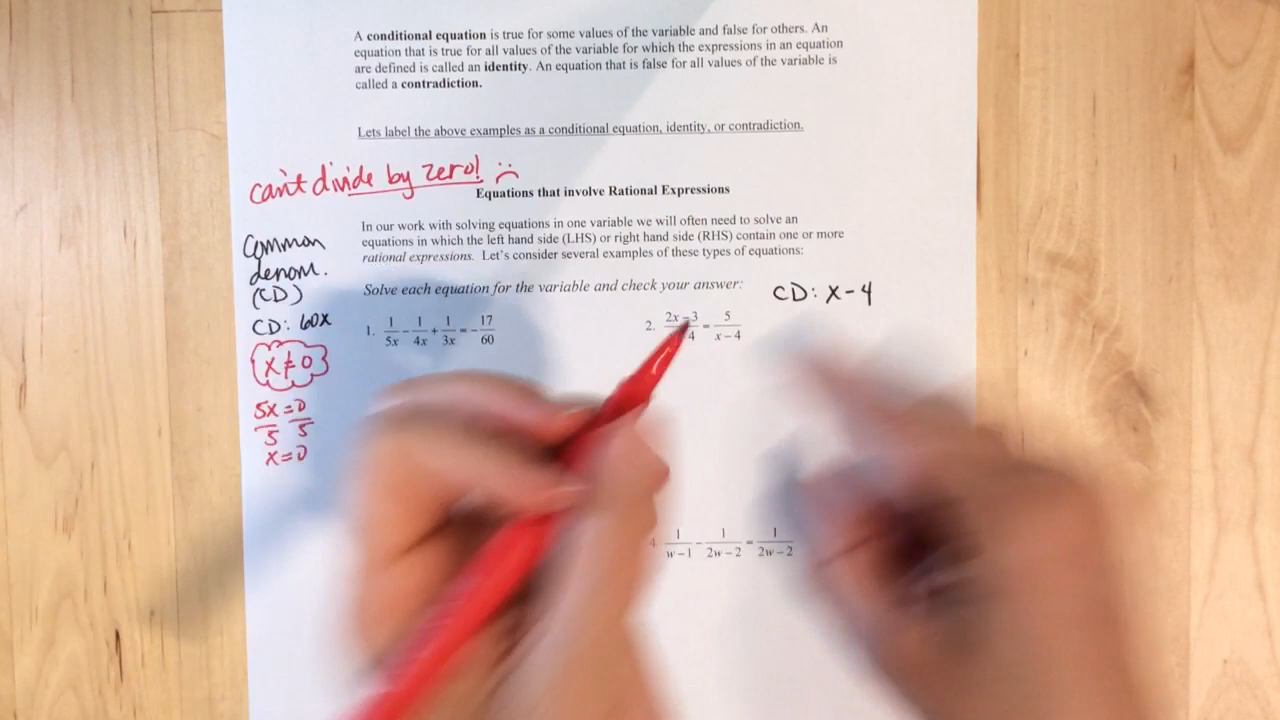 A conditional equation is true for some values of the variable and false for others. An
equation that is true for all values of the variable for which the expressions in an equation
are defined is called an identity. An equation that is false for all values of the variable is
called a contradiction.
Lets label the above examples as a conditional equation, identity, or contradiction.
can't divide by zero! :(
Equations that involve Rational Expressions
In our work with solving equations in one variable we will often need to solve an
equations in which the left hand side (LHS) or right hand side (RHS) contain one or more
rational expressions. Let's consider several examples of these types of equations:
Common
denom.
(CD)
CD: 60x
x ≠ 0
5x = 0
5 5
x = 0
Solve each equation for the variable and check your answer:
CD: x - 4
1. 1/5x - 1/4x + 1/3x = - 17/60
2. 2x - 3/4 = 5/x - 4
4. 1/w - 1 - 1/2w - 2 = 1/2w - 2